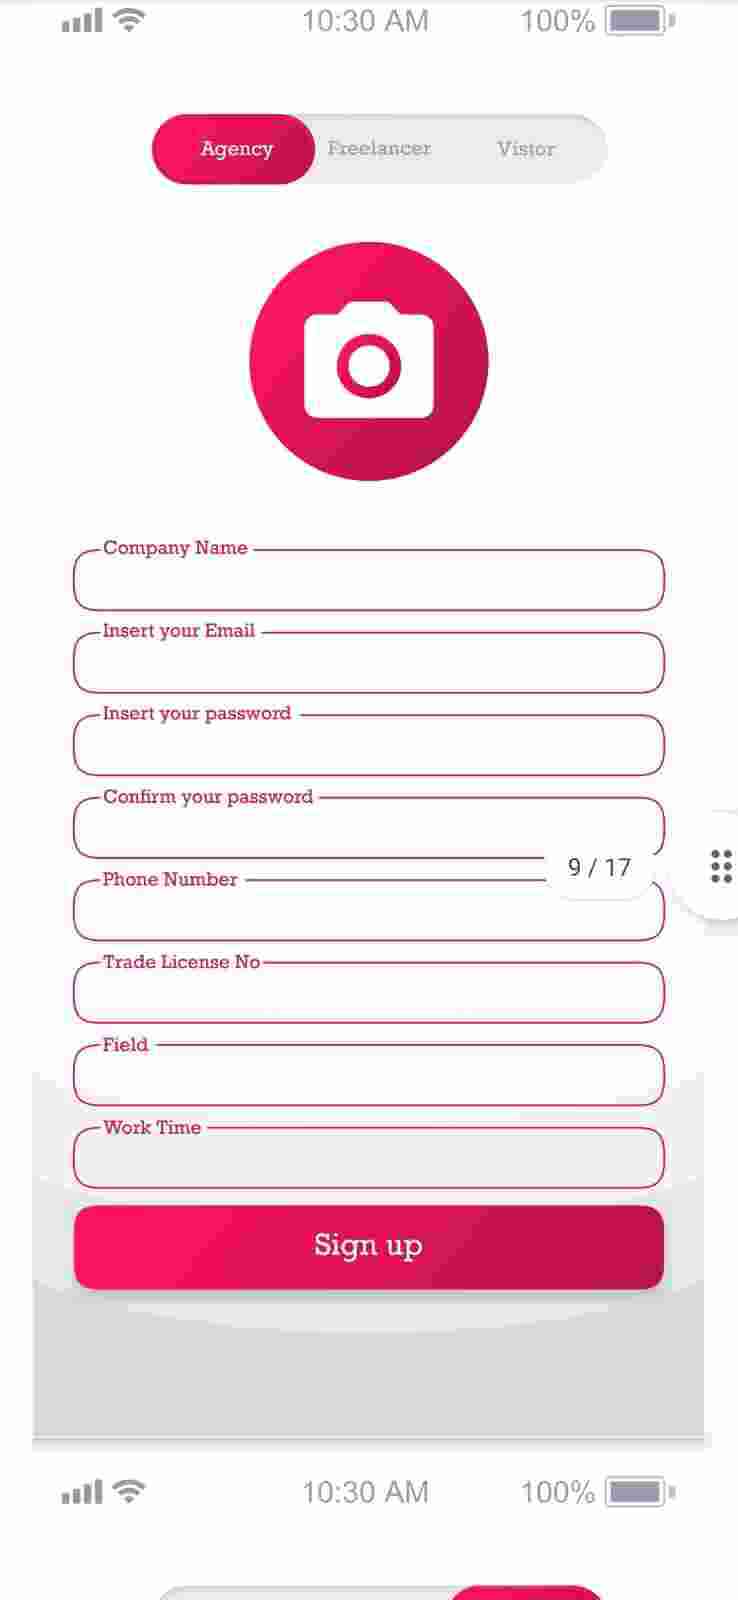 10:30 AM 100%
Agency Freelancer Vistor
Company Name
Insert your Email
Insert your password
Confirm your password
9 / 17
Phone Number
Trade License No
Field
Work Time
Sign up
10:30 AM 100%